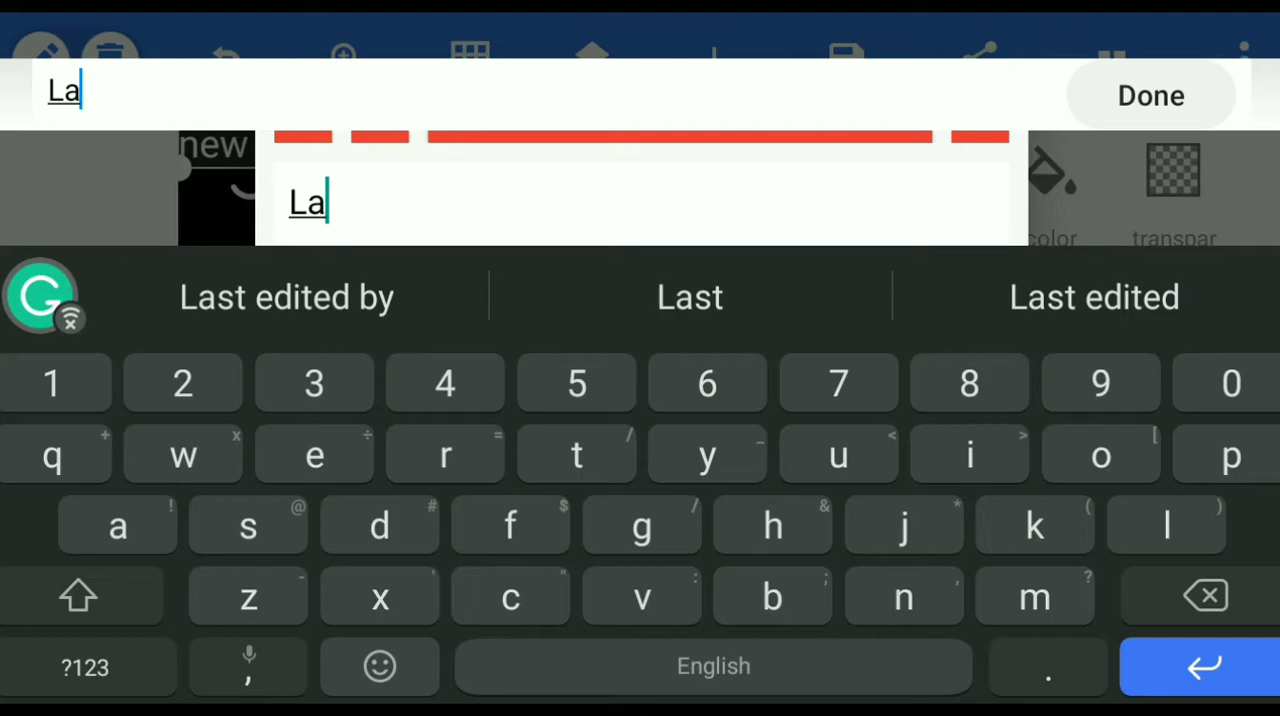 La
Done
new
La
color
transpar
Last edited by
Last
Last edited
1 2 3 4 5 6 7 8 9 0
q + w x e ÷ r = t / y _ u < i > o [ p
a ! s @ d # f $ g / h & j * k ( l )
z - x ' c " v : b ; n , m ?
?123 , English .